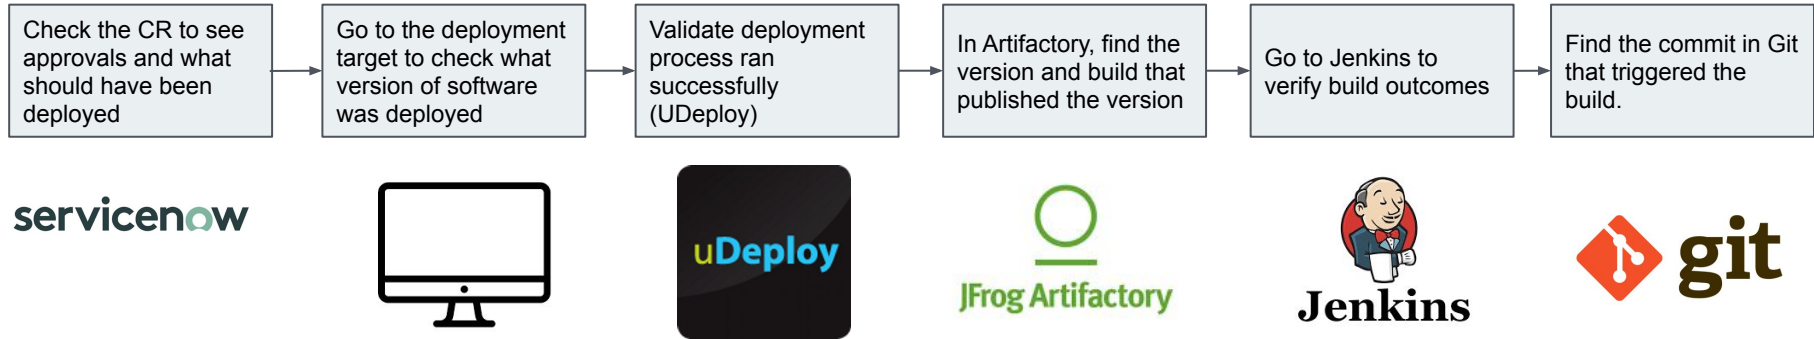 Check the CR to see
approvals and what
should have been
deployed
Go to the deployment
target to check what
version of software
was deployed
Validate deployment
process ran
successfully
(UDeploy)
In Artifactory, find the
version and build that
published the version
Go to Jenkins to
verify build outcomes
Find the commit in Git
that triggered the
build.
servicenow
uDeploy
JFrog Artifactory
Jenkins
git